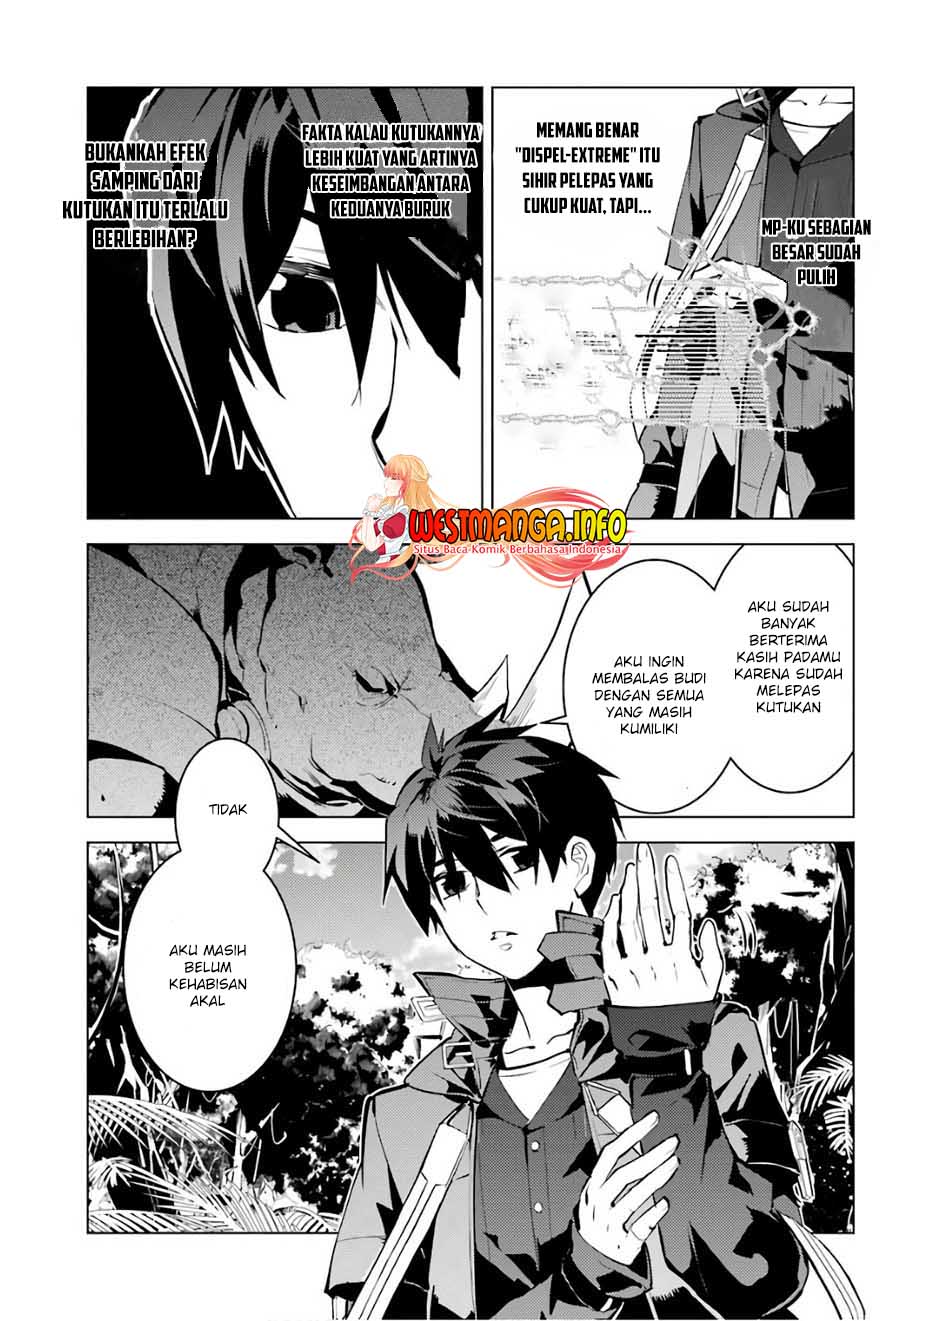 MEMANG BENAR
"DISPEL-EXTREME" ITU
SIHIR PELEPAS YANG
CUKUP KUAT, TAPI...
MP-KU SEBAGIAN
BESAR SUDAH
PULIH
FAKTA KALAU KUTUKANNYA
LEBIH KUAT YANG ARTINYA
KESEIMBANGAN ANTARA
KEDUANYA BURUK
BUKANKAH EFEK
SAMPING DARI
KUTUKAN ITU TERLALU
BERLEBIHAN?
WESTMANGA.INFO
Situs Baca Komik Berbahasa Indonesia
AKU SUDAH
BANYAK
BERTERIMA
KASIH PADAMU
KARENA SUDAH
MELEPAS
KUTUKAN
AKU INGIN
MEMBALAS BUDI
DENGAN SEMUA
YANG MASIH
KUMILIKI
TIDAK
AKU MASIH
BELUM
KEHABISAN
AKAL